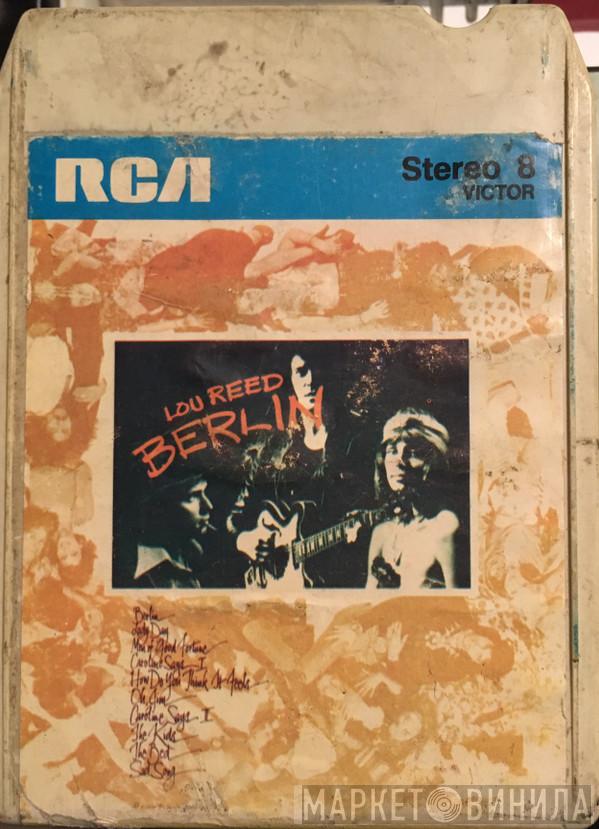 RCA
Stereo 8
VICTOR
LOU REED
BERLIN
Berlin
Lady Day
Men of Good Fortune
Caroline Says I
How Do You Think It Feels
Oh, Jim
Caroline Says II
The Kids
The Bed
Sad Song
МАРКЕТ ВИНИЛА